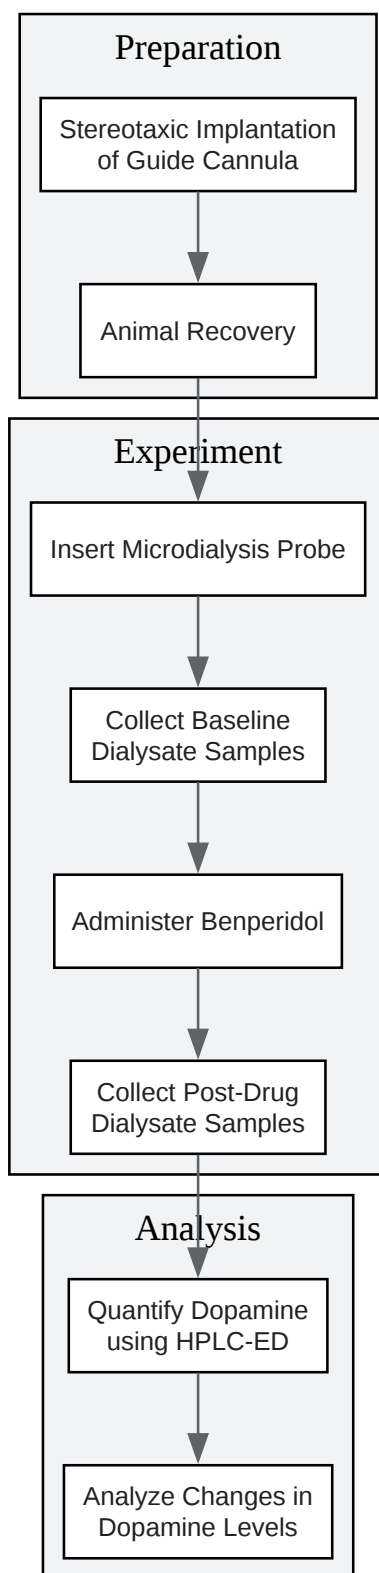 Preparation
Stereotaxic Implantation
of Guide Cannula
Animal Recovery
Experiment
Insert Microdialysis Probe
Collect Baseline
Dialysate Samples
Administer Benperidol
Collect Post-Drug
Dialysate Samples
Analysis
Quantify Dopamine
using HPLC-ED
Analyze Changes in
Dopamine Levels